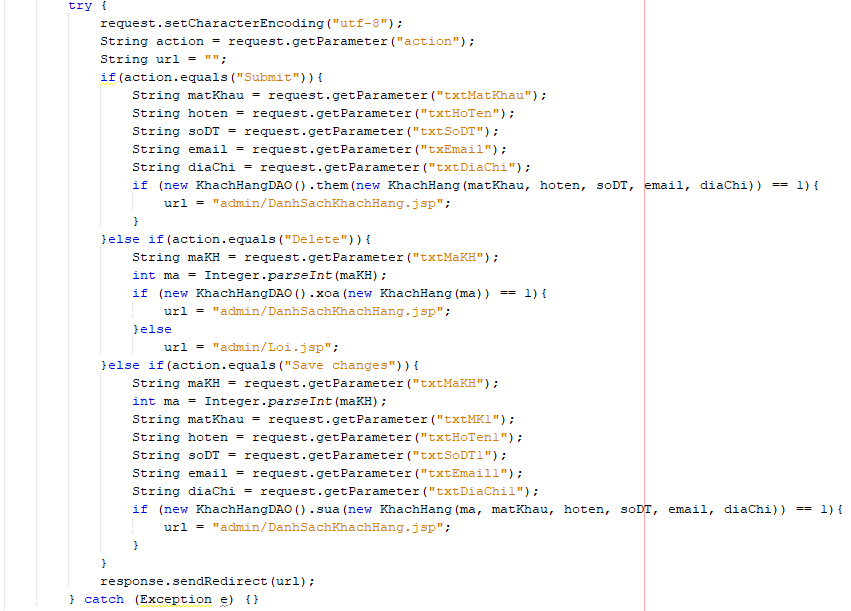 try {
request.setCharacterEncoding("utf-8");
String action = request.getParameter("action");
String url = "";
if(action.equals("Submit")){
String matKhau = request.getParameter("txtMatKhau");
String hoten = request.getParameter("txtHoTen");
String soDT = request.getParameter("txtSoDT");
String email = request.getParameter("txEmail");
String diaChi = request.getParameter("txtDiaChi");
if (new KhachHangDAO().them(new KhachHang(matKhau, hoten, soDT, email, diaChi)) == 1){
url = "admin/DanhSachKhachHang.jsp";
}
}else if(action.equals("Delete")){
String maKH = request.getParameter("txtMaKH");
int ma = Integer.parseInt(maKH);
if (new KhachHangDAO().xoa(new KhachHang(ma)) == 1){
url = "admin/DanhSachKhachHang.jsp";
}else
url = "admin/Loi.jsp";
}else if(action.equals("Save changes")){
String maKH = request.getParameter("txtMaKH");
int ma = Integer.parseInt(maKH);
String matKhau = request.getParameter("txtMK1");
String hoten = request.getParameter("txtHoTen1");
String soDT = request.getParameter("txtSoDT1");
String email = request.getParameter("txtEmail1");
String diaChi = request.getParameter("txtDiaChi1");
if (new KhachHangDAO().sua(new KhachHang(ma, matKhau, hoten, soDT, email, diaChi)) == 1){
url = "admin/DanhSachKhachHang.jsp";
}
}
response.sendRedirect(url);
} catch (Exception e) {}